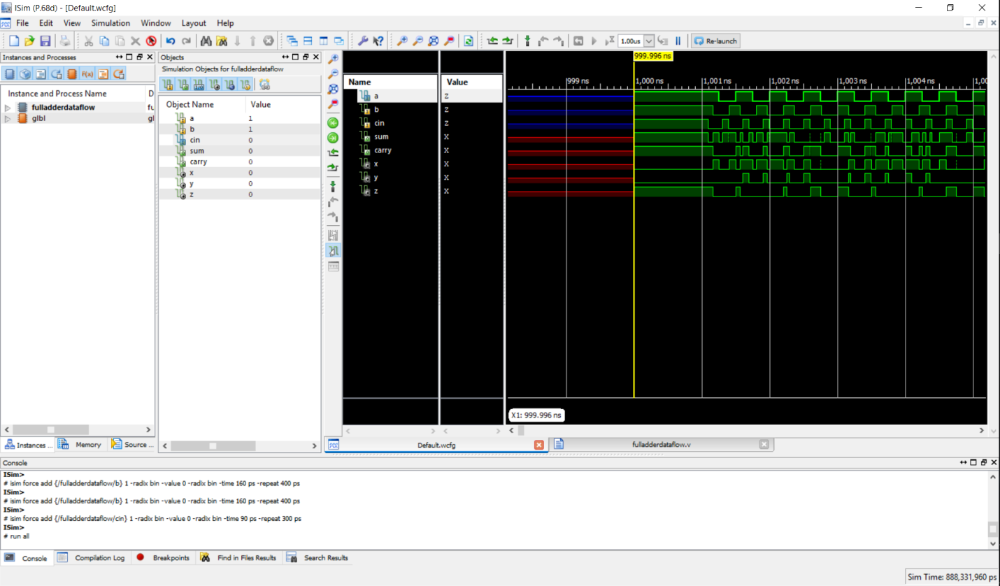 ISim (P.68d) - [Default.wcfg]
File Edit View Simulation Window Layout Help
1.00us Re-launch
Instances and Processes
Instance and Process Name D
fulladderdataflow fu
glbl gl
Instances ... Memory Source ...
Objects
Simulation Objects for fulladderdataflow
Object Name Value
a 1
b 1
cin 0
sum 0
carry 0
x 0
y 0
z 0
Name Value
a Z
b Z
cin Z
sum X
carry X
x X
y X
z X
999.996 ns
999 ns 1,000 ns 1,001 ns 1,002 ns 1,003 ns 1,004 ns 1,00
X1: 999.996 ns
Default.wcfg fulladderdataflow.v
Console
ISim>
# isim force add {/fulladderdataflow/b} 1 -radix bin -value 0 -radix bin -time 160 ps -repeat 400 ps
ISim>
# isim force add {/fulladderdataflow/b} 1 -radix bin -value 0 -radix bin -time 160 ps -repeat 400 ps
ISim>
# isim force add {/fulladderdataflow/cin} 1 -radix bin -value 0 -radix bin -time 90 ps -repeat 300 ps
ISim>
# run all
Console Compilation Log Breakpoints Find in Files Results Search Results
Sim Time: 888,331,960 ps